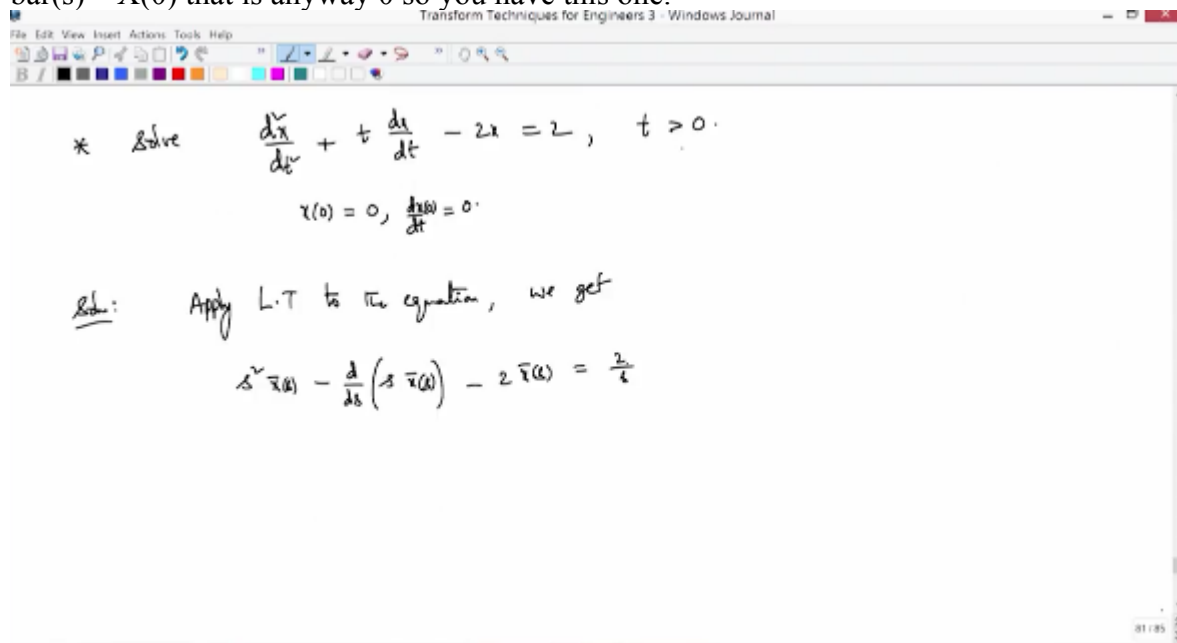 bar(s) – X(0) that is anyway 0 so you have this one.
Transform Techniques for Engineers 3 - Windows Journal
File Edit View Insert Actions Tools Help
B I
* Solve d²x/dt² + t dx/dt - 2x = 2, t > 0.
x(0) = 0, dx(0)/dt = 0.
Soln: Apply L.T to the equation, we get
s² x̄(s) - d/ds (s x̄(s)) - 2 x̄(s) = 2/s
81 / 85